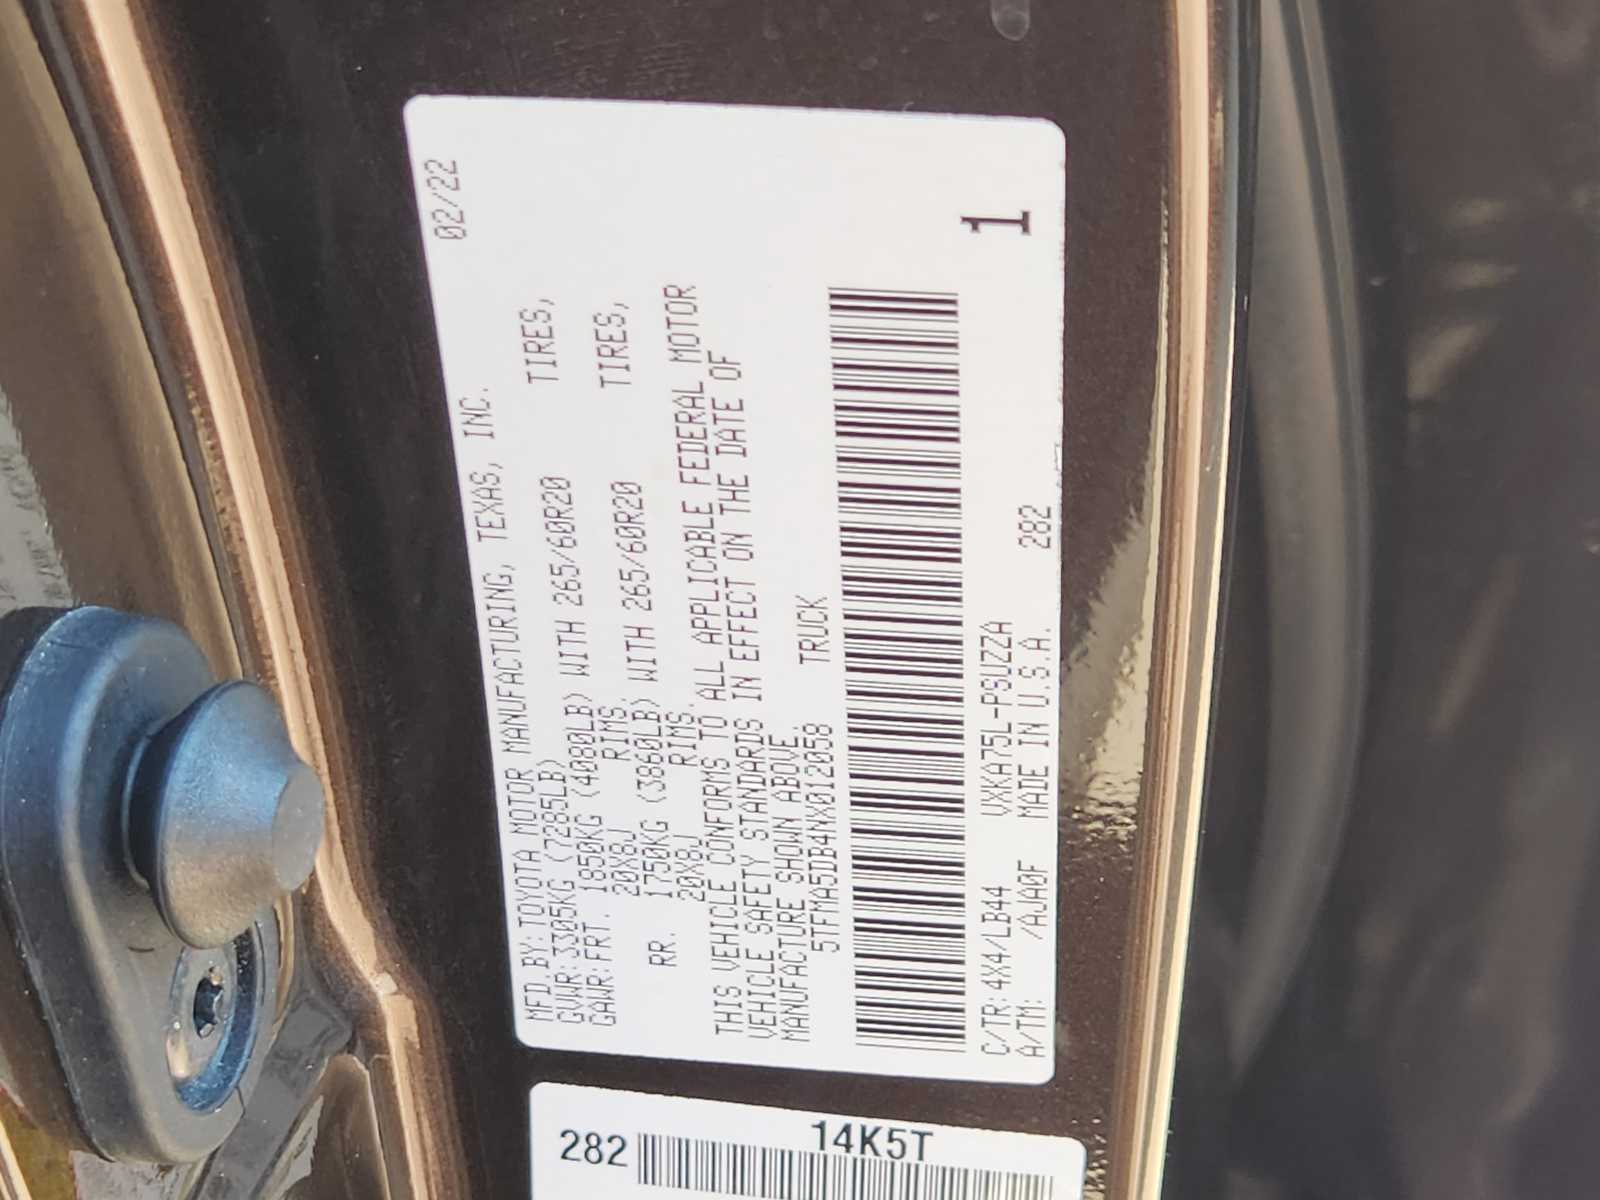 MFD.BY:TOYOTA MOTOR MANUFACTURING, TEXAS, INC. 02/22
GVWR:3305KG (7285LB)
GAWR:FRT. 1850KG (4080LB) WITH 265/60R20 TIRES,
20X8J RIMS,
RR. 1750KG (3860LB) WITH 265/60R20 TIRES,
20X8J RIMS.
THIS VEHICLE CONFORMS TO ALL APPLICABLE FEDERAL MOTOR
VEHICLE SAFETY STANDARDS IN EFFECT ON THE DATE OF
MANUFACTURE SHOWN ABOVE.
5TFMA5DB4NX012058 TRUCK
1
C/TR:4X4/LB44 VXKA75L-PSUZZA
A/TM: /AJA0F MADE IN U.S.A. 282
282 14K5T